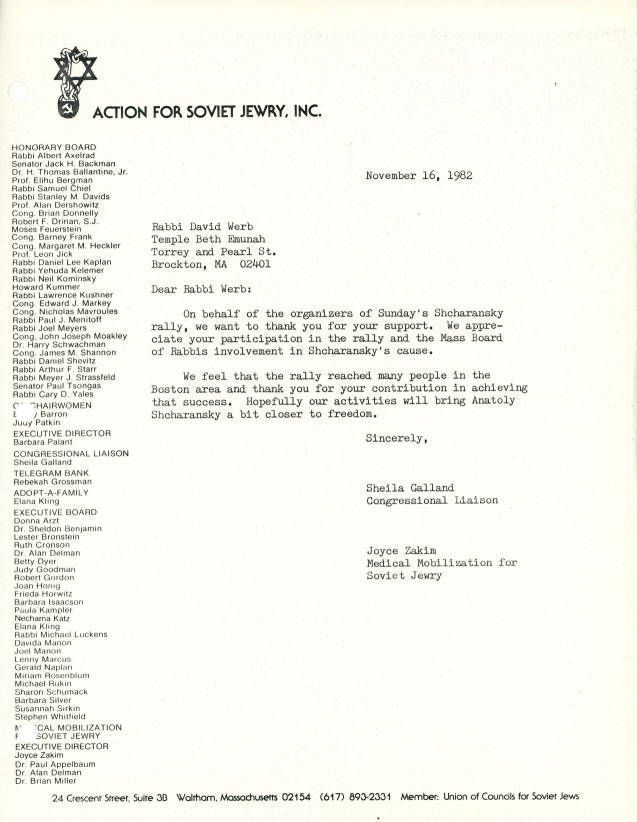 ACTION FOR SOVIET JEWRY, INC.
HONORARY BOARD
Rabbi Albert Axelrad
Senator Jack H. Backman
Dr. H. Thomas Ballantine, Jr.
Prof. Elihu Bergman
Rabbi Samuel Chiel
Rabbi Stanley M. Davids
Prof. Alan Dershowitz
Cong. Brian Donnelly
Robert F. Drinan, S.J.
Moses Feuerstein
Cong. Barney Frank
Cong. Margaret M. Heckler
Prof. Leon Jick
Rabbi Daniel Lee Kaplan
Rabbi Yehuda Kelemer
Rabbi Neil Kominsky
Howard Kummer
Rabbi Lawrence Kushner
Cong. Edward J. Markey
Cong. Nicholas Mavroules
Rabbi Paul J. Menitoff
Rabbi Joel Meyers
Cong. John Joseph Moakley
Dr. Harry Schwachman
Cong. James M. Shannon
Rabbi Daniel Shevitz
Rabbi Arthur F. Starr
Rabbi Meyer J. Strassfeld
Senator Paul Tsongas
Rabbi Cary D. Yales
CHAIRWOMEN
Barron
Judy Patkin
EXECUTIVE DIRECTOR
Barbara Palant
CONGRESSIONAL LIAISON
Sheila Galland
TELEGRAM BANK
Rebekah Grossman
ADOPT-A-FAMILY
Elana Kling
EXECUTIVE BOARD
Donna Arzt
Dr. Sheldon Benjamin
Lester Bronstein
Ruth Cronson
Dr. Alan Delman
Betty Dyer
Judy Goodman
Robert Gordon
Joan Honig
Frieda Horwitz
Barbara Isaacson
Paula Kampler
Nechama Katz
Elana Kling
Rabbi Michael Luckens
Davida Manon
Joel Manon
Lenny Marcus
Gerald Naplan
Miriam Rosenblum
Michael Rukin
Sharon Schumack
Barbara Silver
Susannah Sirkin
Stephen Whitfield
MOBILIZATION
SOVIET JEWRY
EXECUTIVE DIRECTOR
Joyce Zakim
Dr. Paul Appelbaum
Dr. Alan Delman
Dr. Brian Miller
November 16, 1982
Rabbi David Werb
Temple Beth Emunah
Torrey and Pearl St.
Brockton, MA 02401
Dear Rabbi Werb:
On behalf of the organizers of Sunday's Shcharansky
rally, we want to thank you for your support. We appre-
ciate your participation in the rally and the Mass Board
of Rabbis involvement in Shcharansky's cause.
We feel that the rally reached many people in the
Boston area and thank you for your contribution in achieving
that success. Hopefully our activities will bring Anatoly
Shcharansky a bit closer to freedom.
Sincerely,
Sheila Galland
Congressional Liaison
Joyce Zakim
Medical Mobilization for
Soviet Jewry
24 Crescent Street, Suite 3B Waltham, Massachusetts 02154 (617) 893-2331 Member: Union of Councils for Soviet Jews